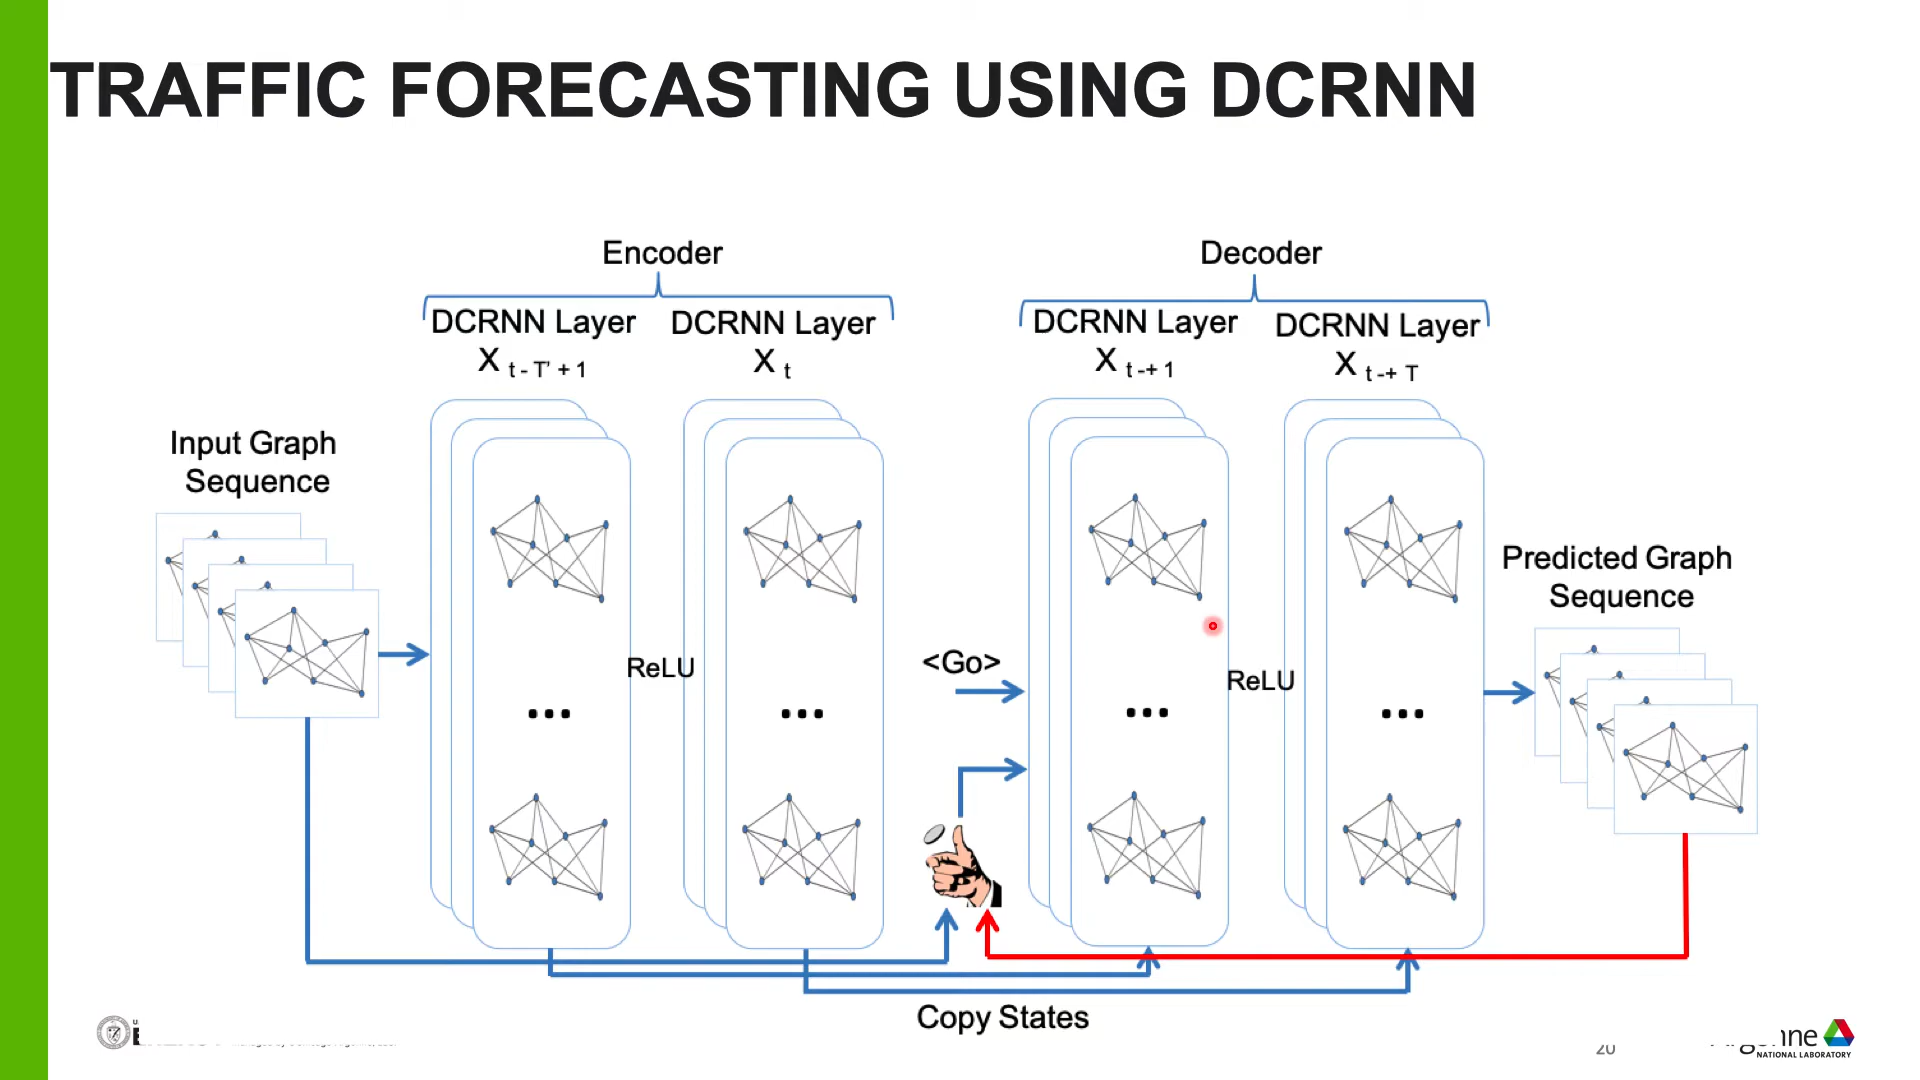 TRAFFIC FORECASTING USING DCRNN
Encoder
Decoder
DCRNN Layer
X t - T' + 1
DCRNN Layer
X t
DCRNN Layer
X t -+ 1
DCRNN Layer
X t -+ T
Input Graph
Sequence
Predicted Graph
Sequence
ReLU
<Go>
ReLU
Copy States
20
NATIONAL LABORATORY